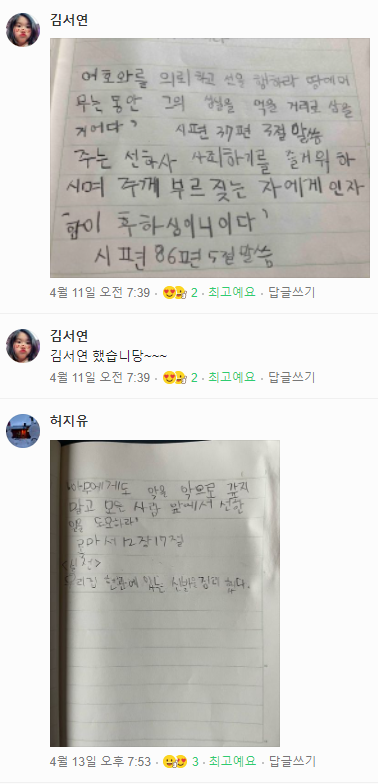 김서연
여호와를 의뢰하고 선을 행하라 땅에 머
무는 동안 그의 성실을 먹을 거리로 삼을
지어다'
시편 37편 3절 말씀
주는 선하사 사죄하기를 즐거워 하
시며 주께 부르짖는 자에게 인자
함이 후하심이니이다'
시편 86편 5절 말씀
4월 11일 오전 7:39 · 2 · 최고예요 · 답글쓰기
김서연
김서연 했습니당~~~
4월 11일 오전 7:39 · 2 · 최고예요 · 답글쓰기
허지유
아무에게도 악을 악으로 갚지
말고 모든 사람 앞에서 선한
일을 도모하라'
로마서 12장 17절
<실천>
우리집 현관에 있는 신발을 정리 했다.
4월 13일 오후 7:53 · 3 · 최고예요 · 답글쓰기